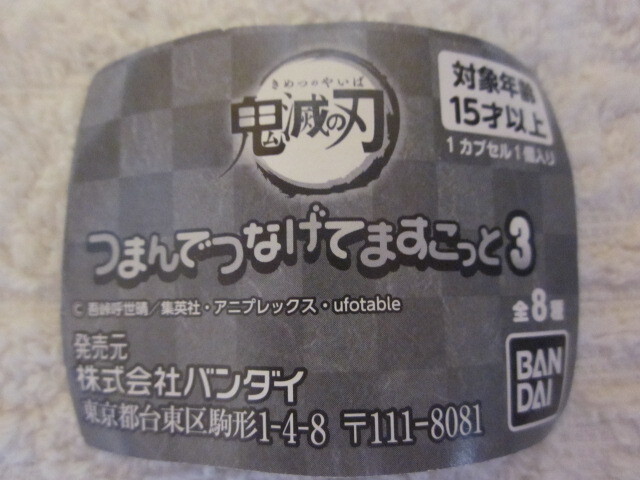 きめつのやいば
鬼滅の刃
対象年齢
15才以上
1カプセル1個入り
つまんでつなげてますこっと3
© 吾峠呼世晴／集英社・アニプレックス・ufotable
全8種
発売元
株式会社バンダイ
東京都台東区駒形1-4-8 〒111-8081
BAN
DAI